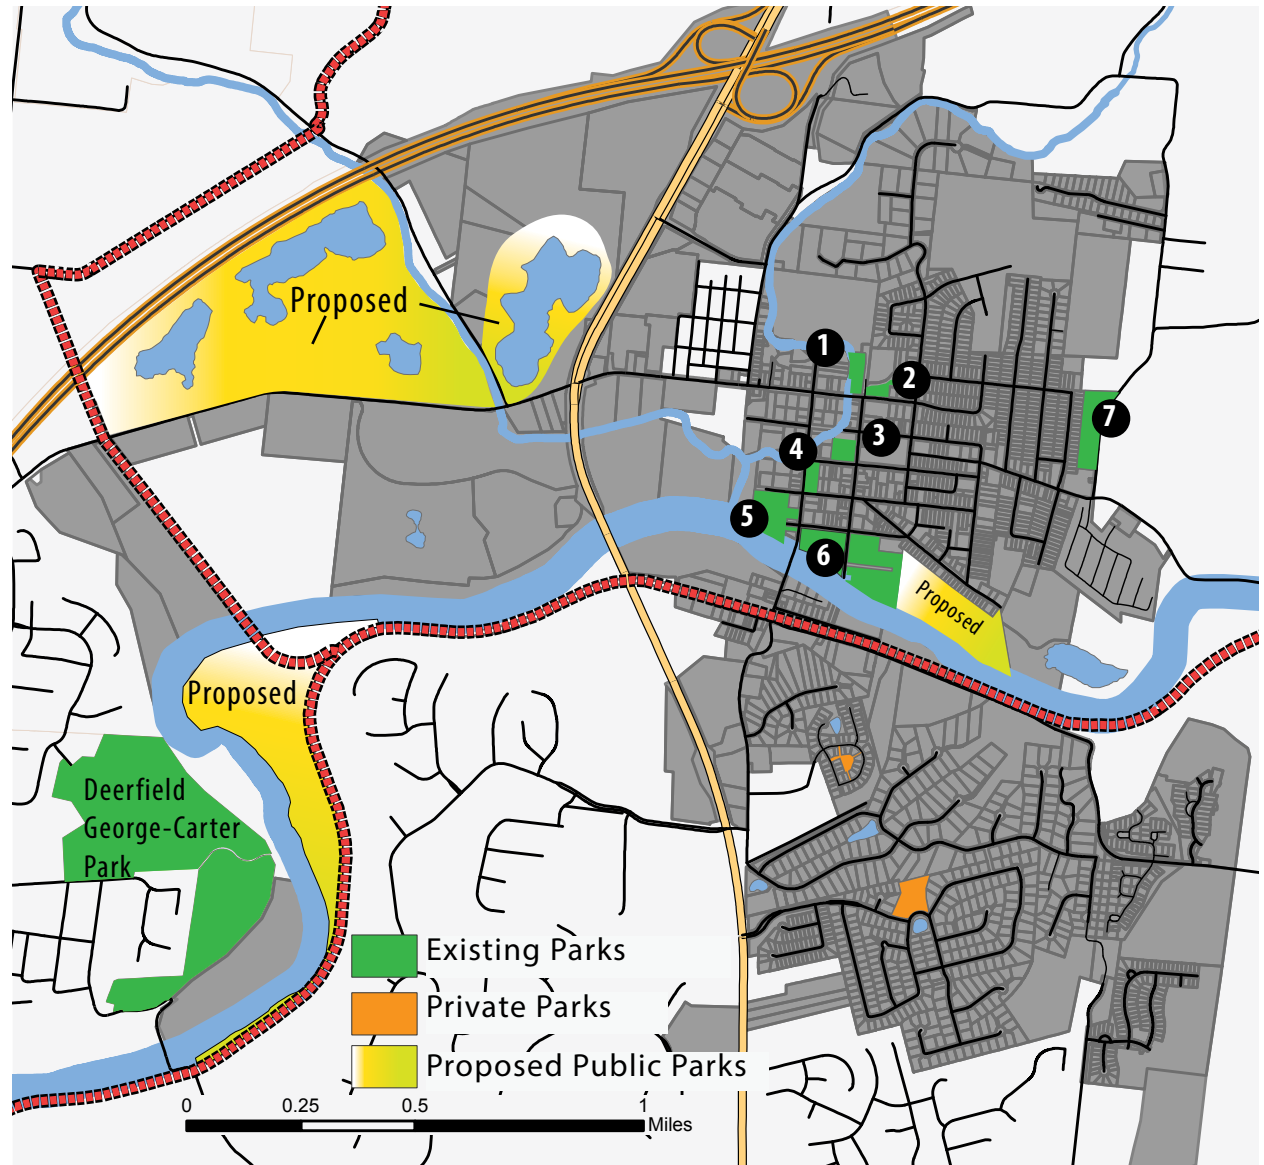 Proposed
1
2
7
3
4
5
6
Proposed
Proposed
Deerfield
George-Carter
Park
Existing Parks
Private Parks
Proposed Public Parks
0 0.25 0.5 1
Miles